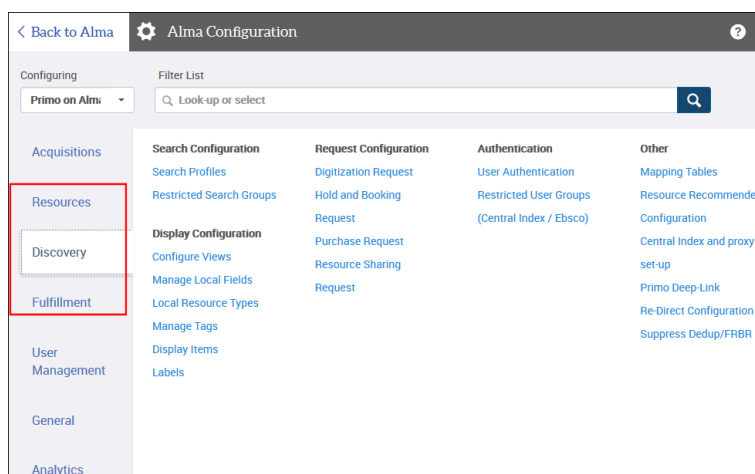 < Back to Alma
Alma Configuration
?
Configuring
Filter List
Primo on Alm
Look-up or select
Acquisitions
Resources
Discovery
Fulfillment
User
Management
General
Analytics
Search Configuration
Search Profiles
Restricted Search Groups
Display Configuration
Configure Views
Manage Local Fields
Local Resource Types
Manage Tags
Display Items
Labels
Request Configuration
Digitization Request
Hold and Booking
Request
Purchase Request
Resource Sharing
Request
Authentication
User Authentication
Restricted User Groups
(Central Index / Ebsco)
Other
Mapping Tables
Resource Recommende
Configuration
Central Index and proxy
set-up
Primo Deep-Link
Re-Direct Configuration
Suppress Dedup/FRBR